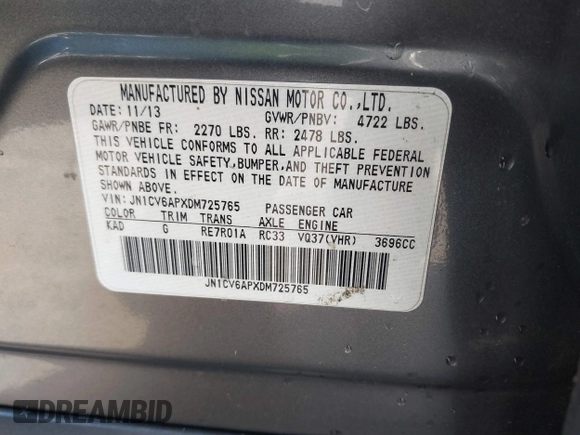 MANUFACTURED BY NISSAN MOTOR CO.,LTD.
DATE: 11/13 GVWR/PNBV: 4722 LBS.
GAWR/PNBE FR: 2270 LBS. RR: 2478 LBS.
THIS VEHICLE CONFORMS TO ALL APPLICABLE FEDERAL
MOTOR VEHICLE SAFETY,BUMPER,AND THEFT PREVENTION
STANDARDS IN EFFECT ON THE DATE OF MANUFACTURE
SHOWN ABOVE.
VIN: JN1CV6APXDM725765 PASSENGER CAR
COLOR TRIM TRANS AXLE ENGINE
KAD G RE7R01A RC33 VQ37(VHR) 3696CC
JN1CV6APXDM725765
DREAMBID